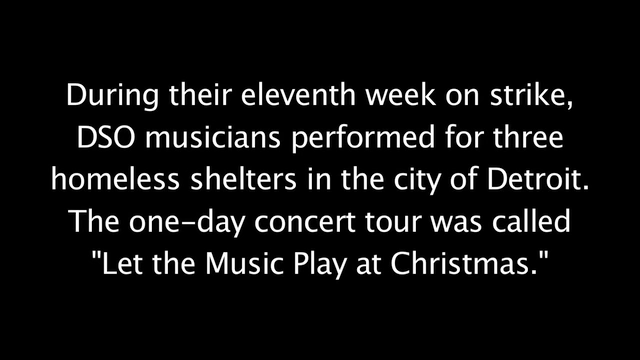 During their eleventh week on strike,
DSO musicians performed for three
homeless shelters in the city of Detroit.
The one-day concert tour was called
"Let the Music Play at Christmas."